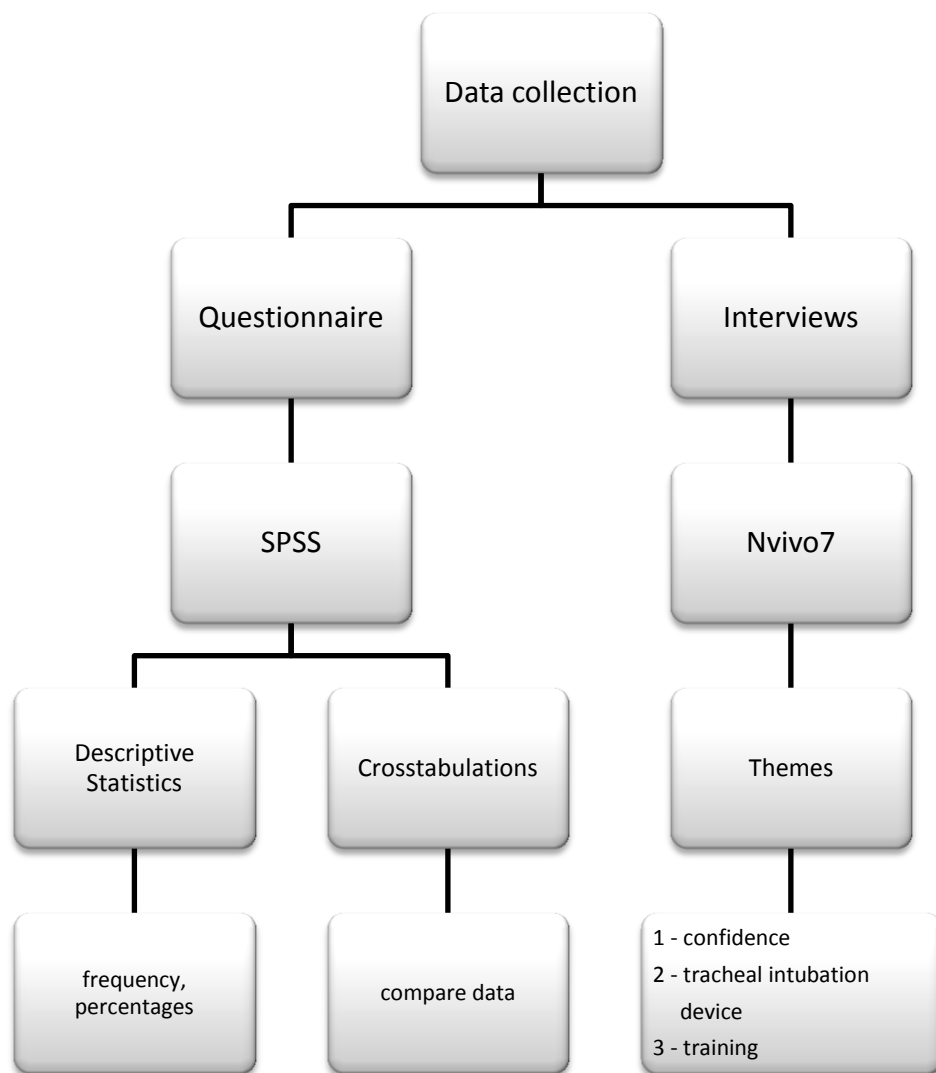 Data collection
Questionnaire
Interviews
SPSS
Nvivo7
Descriptive
Statistics
Crosstabulations
Themes
frequency,
percentages
compare data
1 - confidence
2 - tracheal intubation
device
3 - training